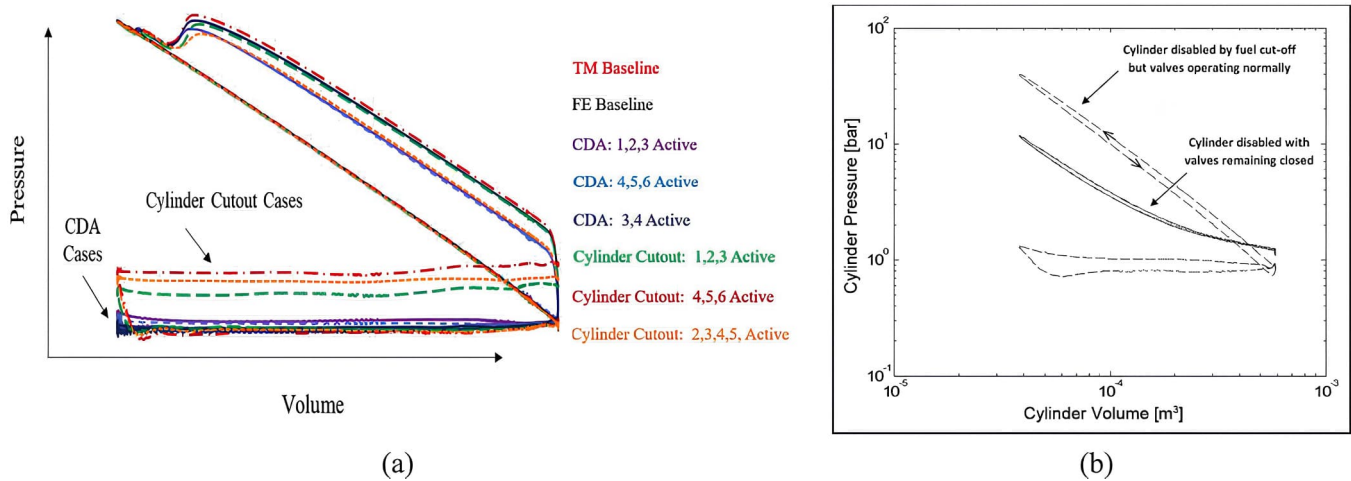 Pressure
CDA
Cases
Cylinder Cutout Cases
Volume
TM Baseline
FE Baseline
CDA: 1,2,3 Active
CDA: 4,5,6 Active
CDA: 3,4 Active
Cylinder Cutout: 1,2,3 Active
Cylinder Cutout: 4,5,6 Active
Cylinder Cutout: 2,3,4,5, Active
(a)
Cylinder Pressure [bar]
10²
10¹
10⁰
10⁻¹
Cylinder disabled by fuel cut-off
but valves operating normally
Cylinder disabled with
valves remaining closed
10⁻⁵
10⁻⁴
10⁻³
Cylinder Volume [m³]
(b)